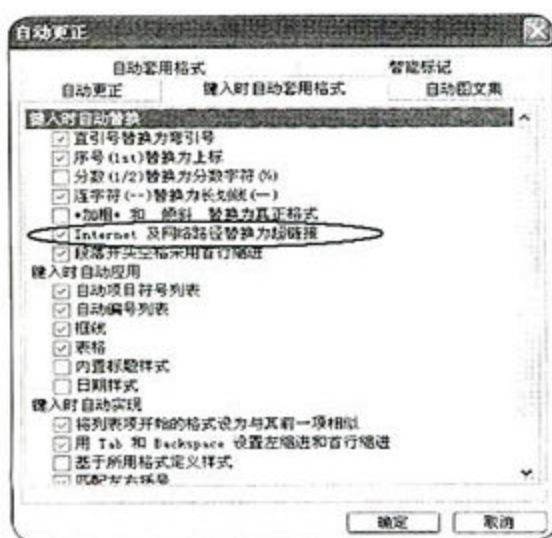 自动更正
自动套用格式 智能标记
自动更正 键入时自动套用格式 自动图文集
键入时自动替换
直引号替换为弯引号
序号(1st)替换为上标
分数(1/2)替换为分数字符(½)
连字符(--)替换为长划线(—)
*加粗* 和 _倾斜_ 替换为真正格式
Internet 及网络路径替换为超链接
段落开头空格采用首行缩进
键入时自动应用
自动项目符号列表
自动编号列表
框线
表格
内置标题样式
日期样式
键入时自动实现
将列表项开始的格式设为与其前一项相似
用 Tab 和 Backspace 设置左缩进和首行缩进
基于所用格式定义样式
匹配左右括号
确定 取消